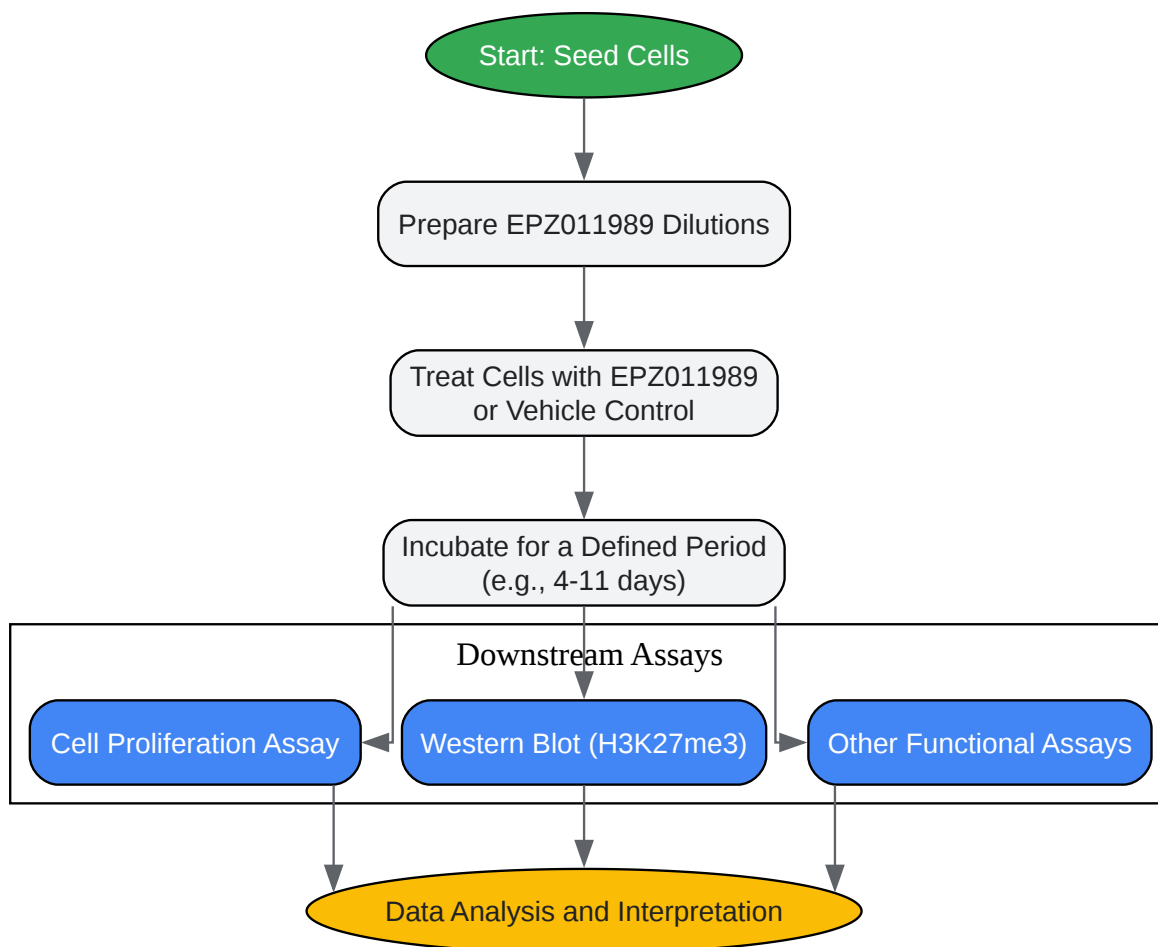 Start: Seed Cells
Prepare EPZ011989 Dilutions
Treat Cells with EPZ011989
or Vehicle Control
Incubate for a Defined Period
(e.g., 4-11 days)
Downstream Assays
Cell Proliferation Assay
Western Blot (H3K27me3)
Other Functional Assays
Data Analysis and Interpretation